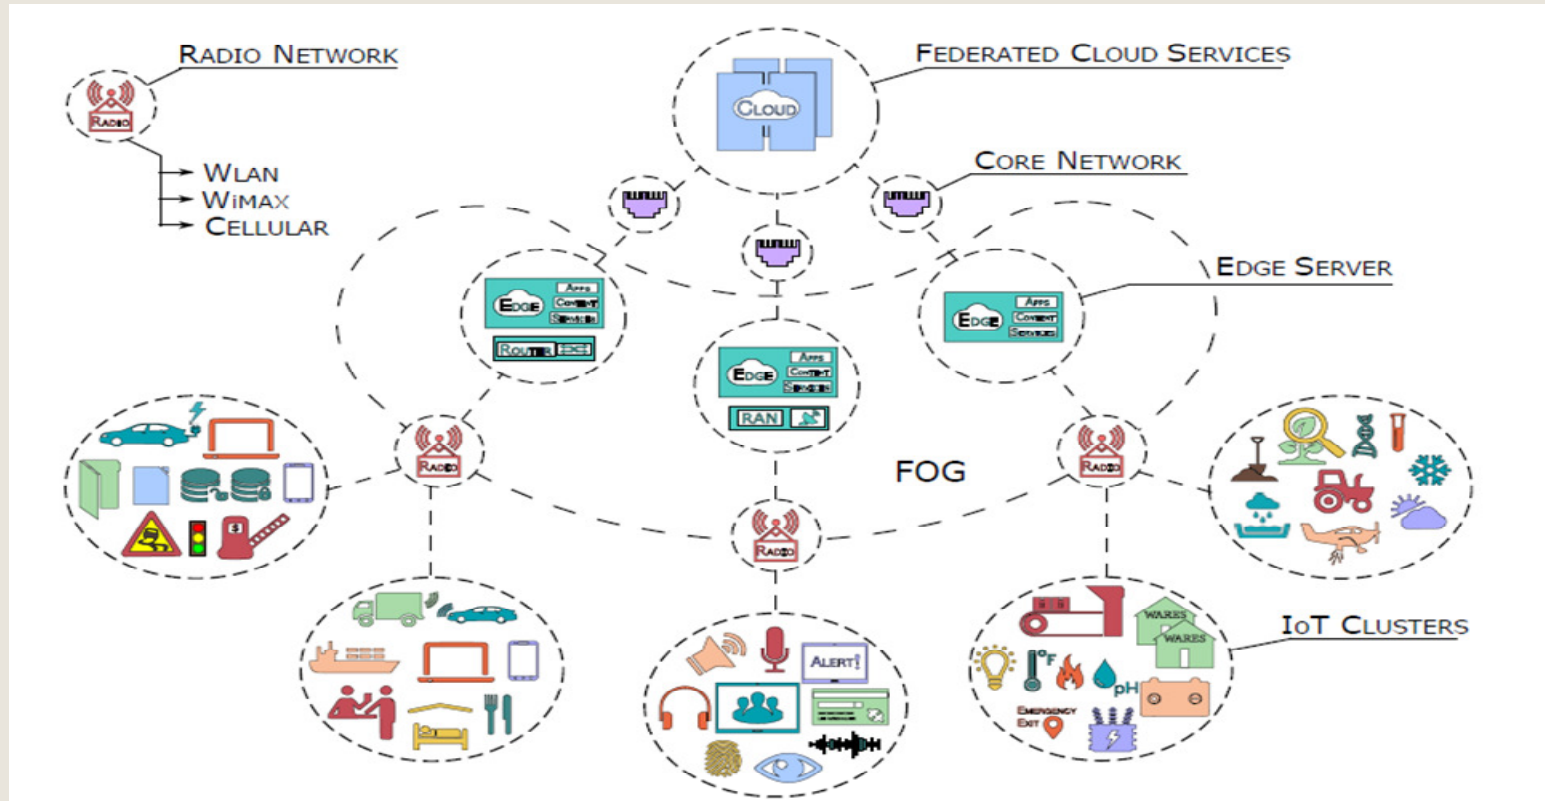 RADIO NETWORK
RADIO
WLAN
WIMAX
CELLULAR
CLOUD
FEDERATED CLOUD SERVICES
CORE NETWORK
EDGE
APPS
CONTENT
SERVICES
ROUTER
EDGE
APPS
CONTENT
SERVICES
RAN
EDGE
APPS
CONTENT
SERVICES
EDGE SERVER
RADIO
RADIO
RADIO
FOG
$
ALERT!
WARES
WARES
°F
pH
EMERGENCY
EXIT
IOT CLUSTERS